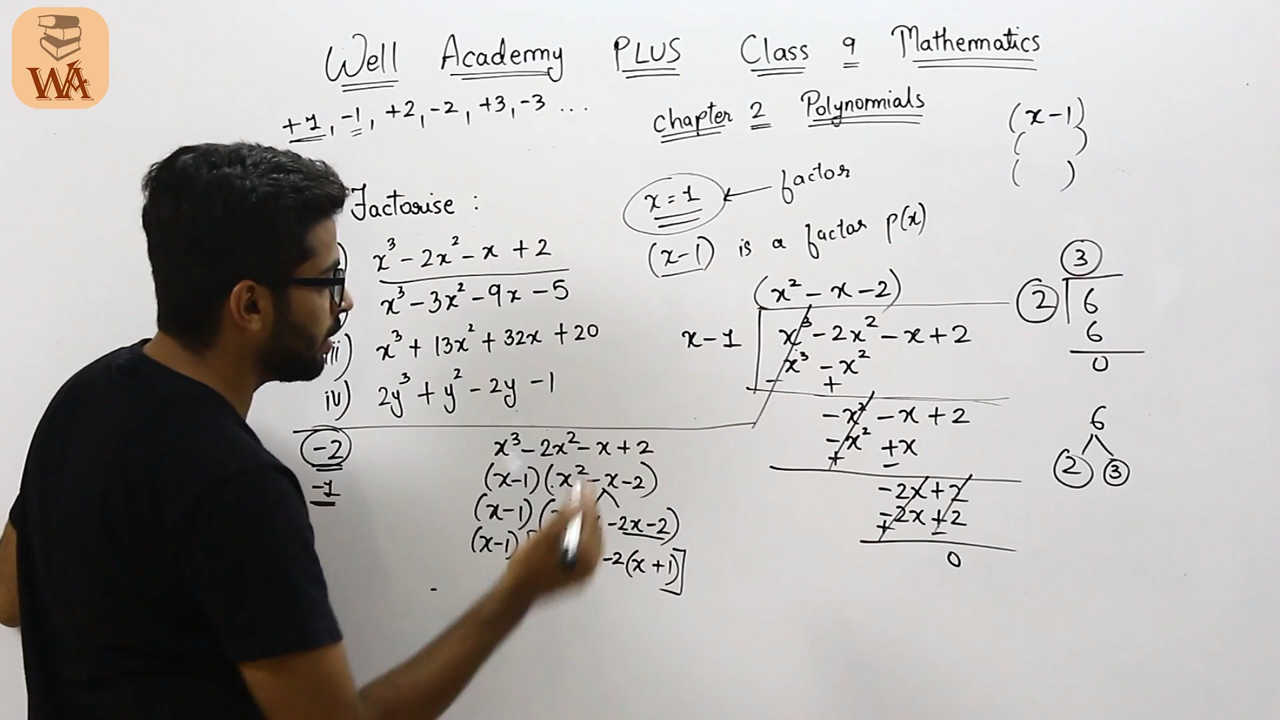 WA
Well Academy PLUS Class 9 Mathematics
+1, -1, +2, -2, +3, -3 ...
Chapter 2 Polynomials
(x-1)
( )
( )
Factorise :
x³ - 2x² - x + 2
x³ - 3x² - 9x - 5
x³ + 13x² + 32x + 20
iv) 2y³ + y² - 2y - 1
x = 1 ← factor
(x-1) is a factor p(x)
(x² - x - 2)
x - 1 x³ - 2x² - x + 2
x³ - x²
- +
-x² - x + 2
-x² + x
+ -
-2x + 2
-2x + 2
+ -
0
3
2 6
6
0
6
2 3
-2
-1
x³ - 2x² - x + 2
(x-1) (x² - x - 2)
(x-1) ( -2x - 2)
(x-1) [ -2(x + 1)]
-